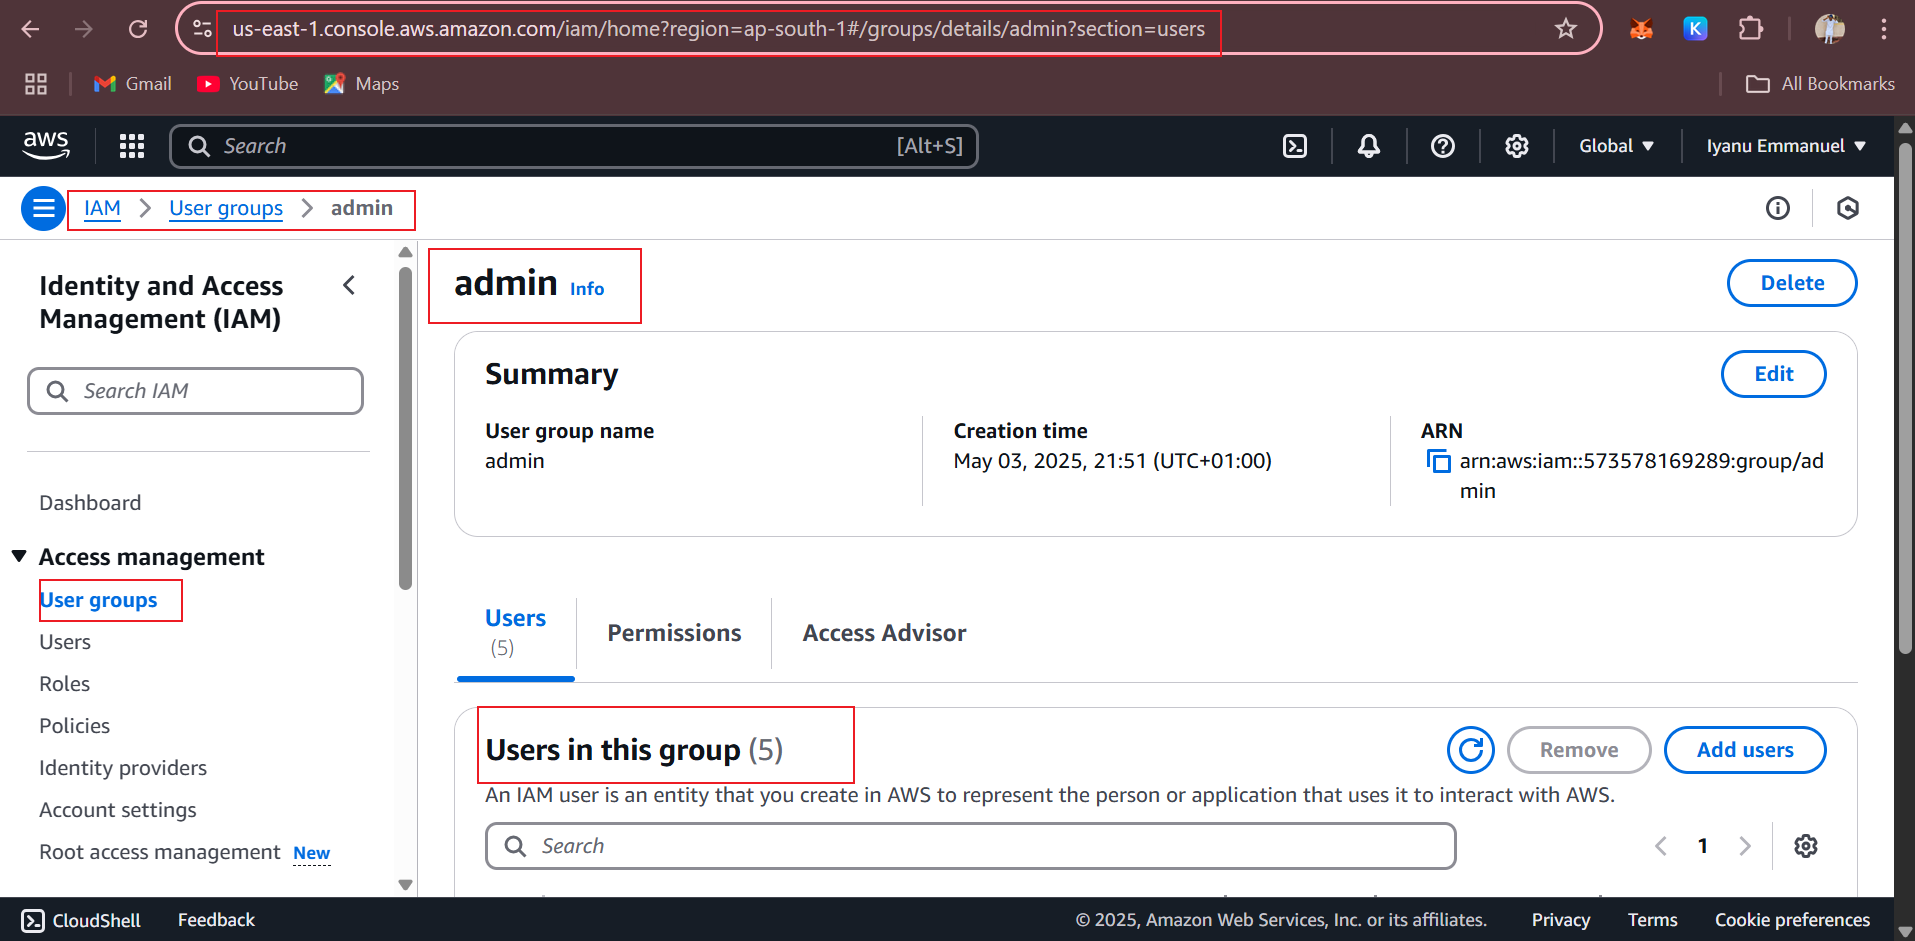 us-east-1.console.aws.amazon.com/iam/home?region=ap-south-1#/groups/details/admin?section=users
K
Gmail YouTube Maps All Bookmarks
aws Search [Alt+S] Global Iyanu Emmanuel
IAM User groups admin
Identity and Access
Management (IAM)
Search IAM
Dashboard
Access management
User groups
Users
Roles
Policies
Identity providers
Account settings
Root access management New
admin Info
Delete
Summary
Edit
User group name
admin
Creation time
May 03, 2025, 21:51 (UTC+01:00)
ARN
arn:aws:iam::573578169289:group/ad
min
Users
(5)
Permissions
Access Advisor
Users in this group (5)
Remove
Add users
An IAM user is an entity that you create in AWS to represent the person or application that uses it to interact with AWS.
Search
1
CloudShell Feedback © 2025, Amazon Web Services, Inc. or its affiliates. Privacy Terms Cookie preferences